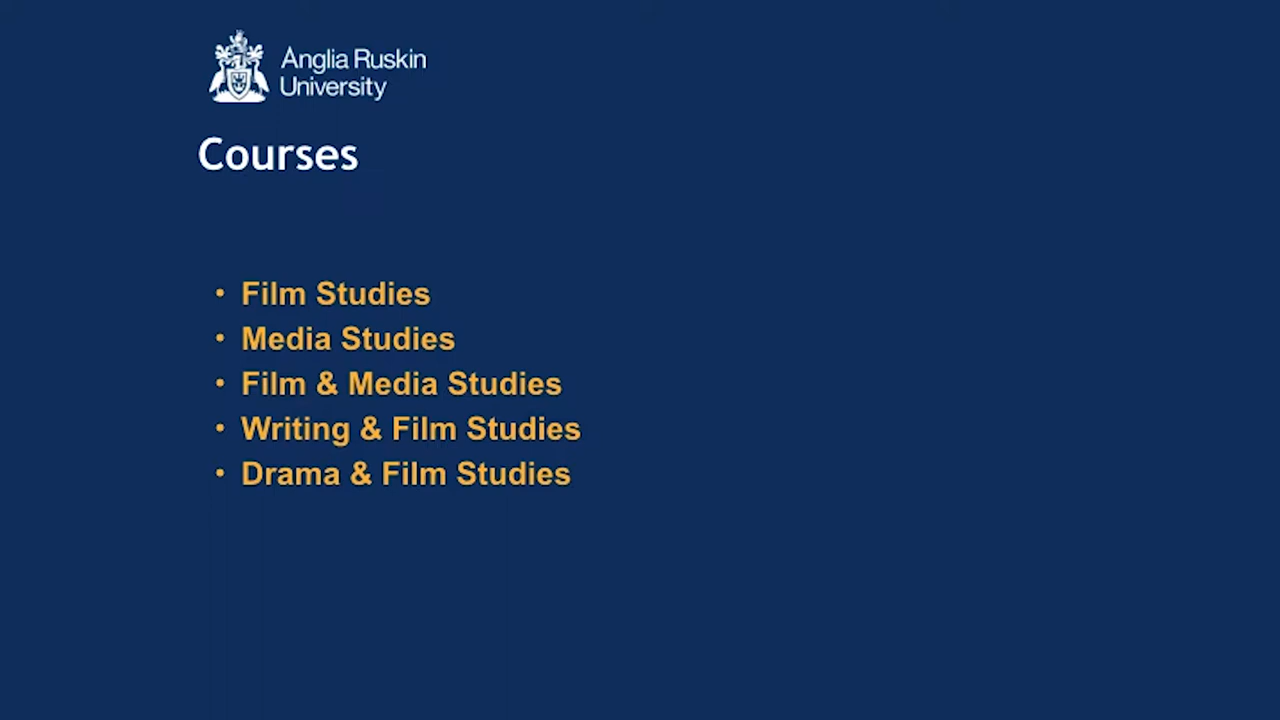 Anglia Ruskin
University
Courses
• Film Studies
• Media Studies
• Film & Media Studies
• Writing & Film Studies
• Drama & Film Studies